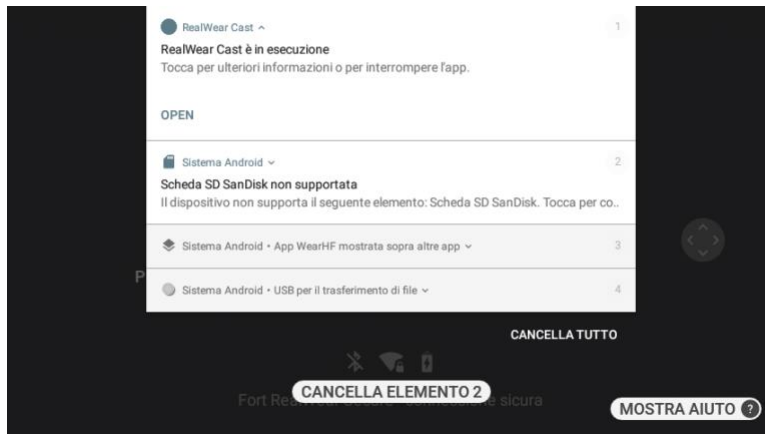 RealWear Cast
1
RealWear Cast è in esecuzione
Tocca per ulteriori informazioni o per interrompere l'app.
OPEN
Sistema Android
2
Scheda SD SanDisk non supportata
Il dispositivo non supporta il seguente elemento: Scheda SD SanDisk. Tocca per co..
Sistema Android • App WearHF mostrata sopra altre app
3
P
Sistema Android • USB per il trasferimento di file
4
CANCELLA TUTTO
CANCELLA ELEMENTO 2
Fort sicura
MOSTRA AIUTO ?